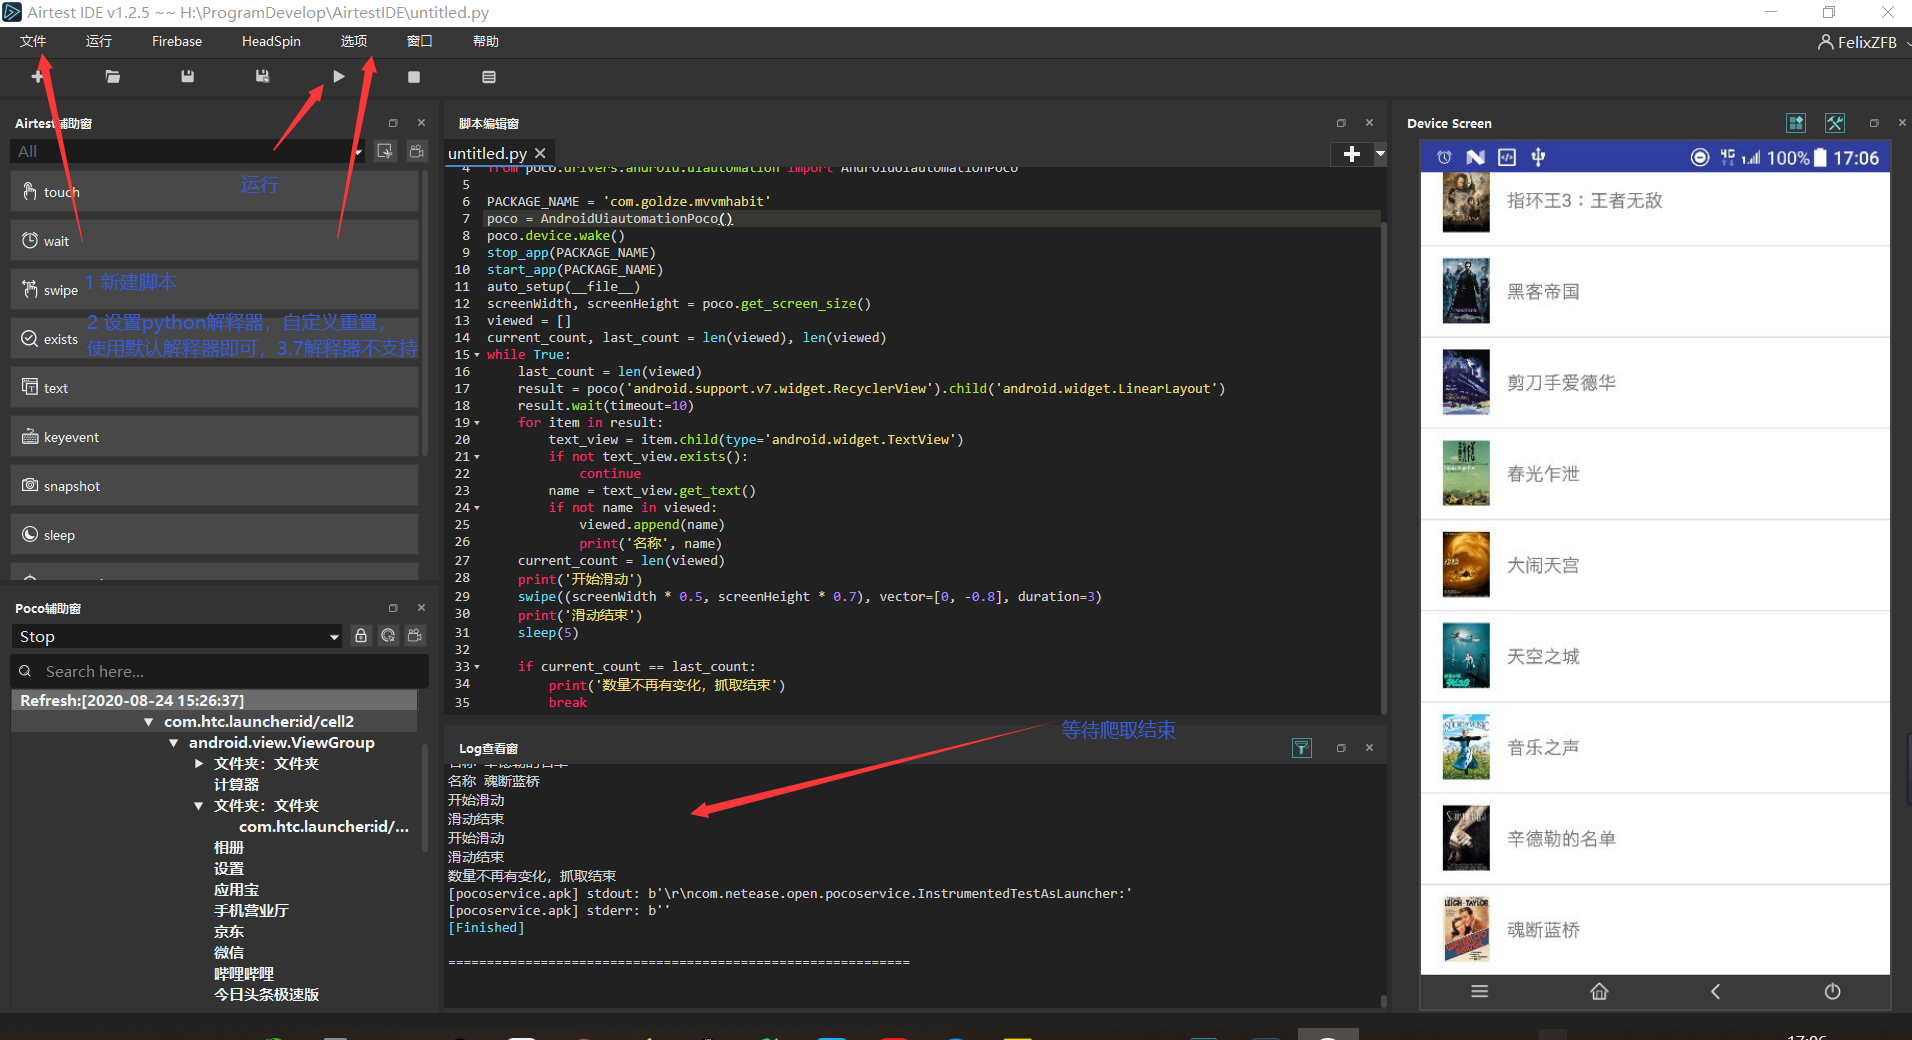 Airtest IDE v1.2.5 ~~ H:\ProgramDevelop\AirtestIDE\untitled.py
文件 运行 Firebase HeadSpin 选项 窗口 帮助
FelixZFB
Airtest辅助窗
All
touch
运行
wait
swipe
1 新建脚本
2 设置python解释器，自定义重置，
exists
使用默认解释器即可，3.7解释器不支持
text
keyevent
snapshot
sleep
Poco辅助窗
Stop
Search here...
Refresh:[2020-08-24 15:26:37]
com.htc.launcher:id/cell2
android.view.ViewGroup
文件夹：文件夹
计算器
文件夹：文件夹
com.htc.launcher:id/...
相册
设置
应用宝
手机营业厅
京东
微信
哔哩哔哩
今日头条极速版
脚本编辑窗
untitled.py
4 from poco.drivers.android.uiautomation import AndroidUiautomationPoco
5
6 PACKAGE_NAME = 'com.goldze.mvvmhabit'
7 poco = AndroidUiautomationPoco()
8 poco.device.wake()
9 stop_app(PACKAGE_NAME)
10 start_app(PACKAGE_NAME)
11 auto_setup(__file__)
12 screenWidth, screenHeight = poco.get_screen_size()
13 viewed = []
14 current_count, last_count = len(viewed), len(viewed)
15 while True:
16 last_count = len(viewed)
17 result = poco('android.support.v7.widget.RecyclerView').child('android.widget.LinearLayout')
18 result.wait(timeout=10)
19 for item in result:
20 text_view = item.child(type='android.widget.TextView')
21 if not text_view.exists():
22 continue
23 name = text_view.get_text()
24 if not name in viewed:
25 viewed.append(name)
26 print('名称', name)
27 current_count = len(viewed)
28 print('开始滑动')
29 swipe((screenWidth * 0.5, screenHeight * 0.7), vector=[0, -0.8], duration=3)
30 print('滑动结束')
31 sleep(5)
32
33 if current_count == last_count:
34 print('数量不再有变化，抓取结束')
35 break
等待爬取结束
Log查看窗
名称 辛德勒的名单
名称 魂断蓝桥
开始滑动
滑动结束
开始滑动
滑动结束
数量不再有变化，抓取结束
[pocoservice.apk] stdout: b'\r\ncom.netease.open.pocoservice.InstrumentedTestAsLauncher:'
[pocoservice.apk] stderr: b''
[Finished]
============================================================
Device Screen
4G 100% 17:06
指环王3：王者无敌
黑客帝国
剪刀手爱德华
春光乍泄
大闹天宫
天空之城
音乐之声
辛德勒的名单
魂断蓝桥
17:06